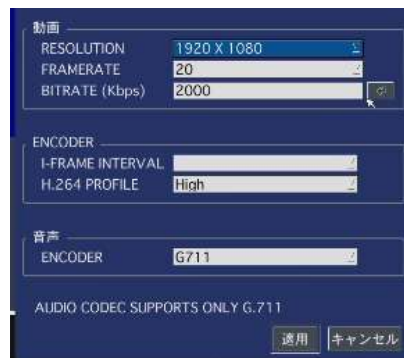 動画
RESOLUTION 1920 X 1080
FRAMERATE 20
BITRATE (Kbps) 2000
ENCODER
I-FRAME INTERVAL
H.264 PROFILE High
音声
ENCODER G711
AUDIO CODEC SUPPORTS ONLY G.711
適用 キャンセル